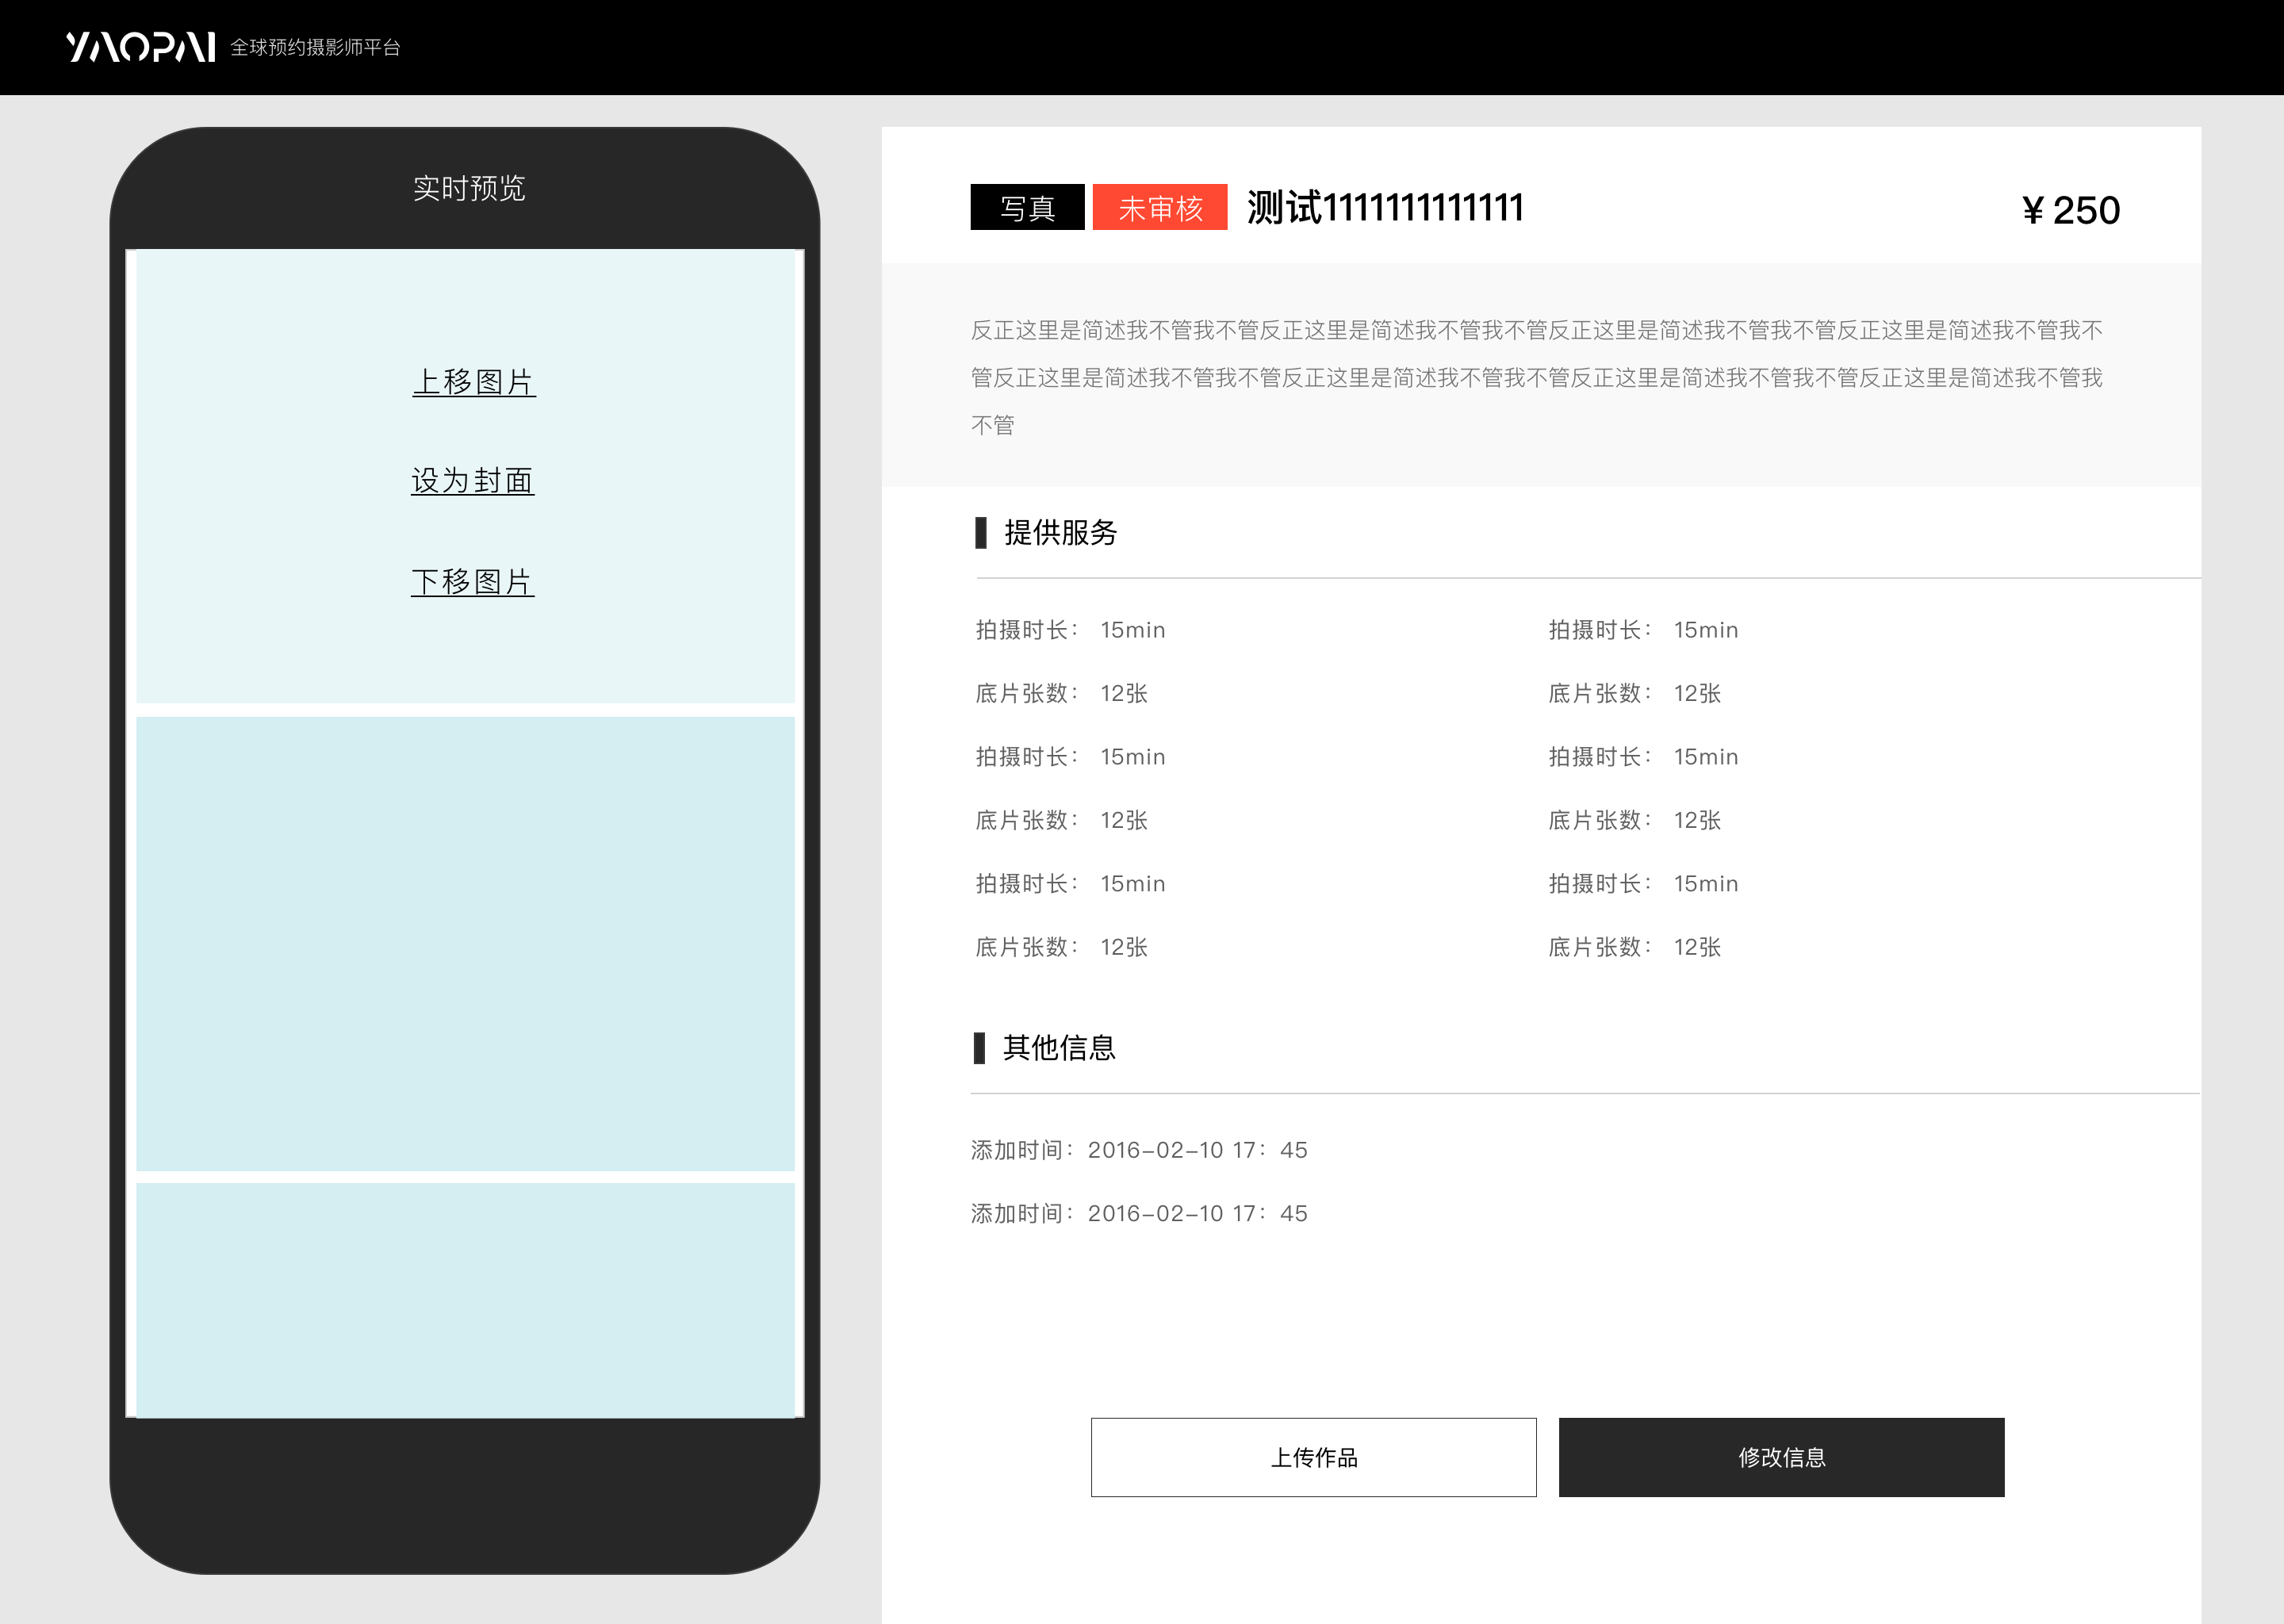 YAOPAI 全球预约摄影师平台
实时预览
上移图片
设为封面
下移图片
写真 未审核 测试1111111111111 ¥ 250
反正这里是简述我不管我不管反正这里是简述我不管我不管反正这里是简述我不管我不管反正这里是简述我不管我不
管反正这里是简述我不管我不管反正这里是简述我不管我不管反正这里是简述我不管我不管反正这里是简述我不管我
不管
提供服务
拍摄时长： 15min 拍摄时长： 15min
底片张数： 12张 底片张数： 12张
拍摄时长： 15min 拍摄时长： 15min
底片张数： 12张 底片张数： 12张
拍摄时长： 15min 拍摄时长： 15min
底片张数： 12张 底片张数： 12张
其他信息
添加时间：2016-02-10 17：45
添加时间：2016-02-10 17：45
上传作品 修改信息